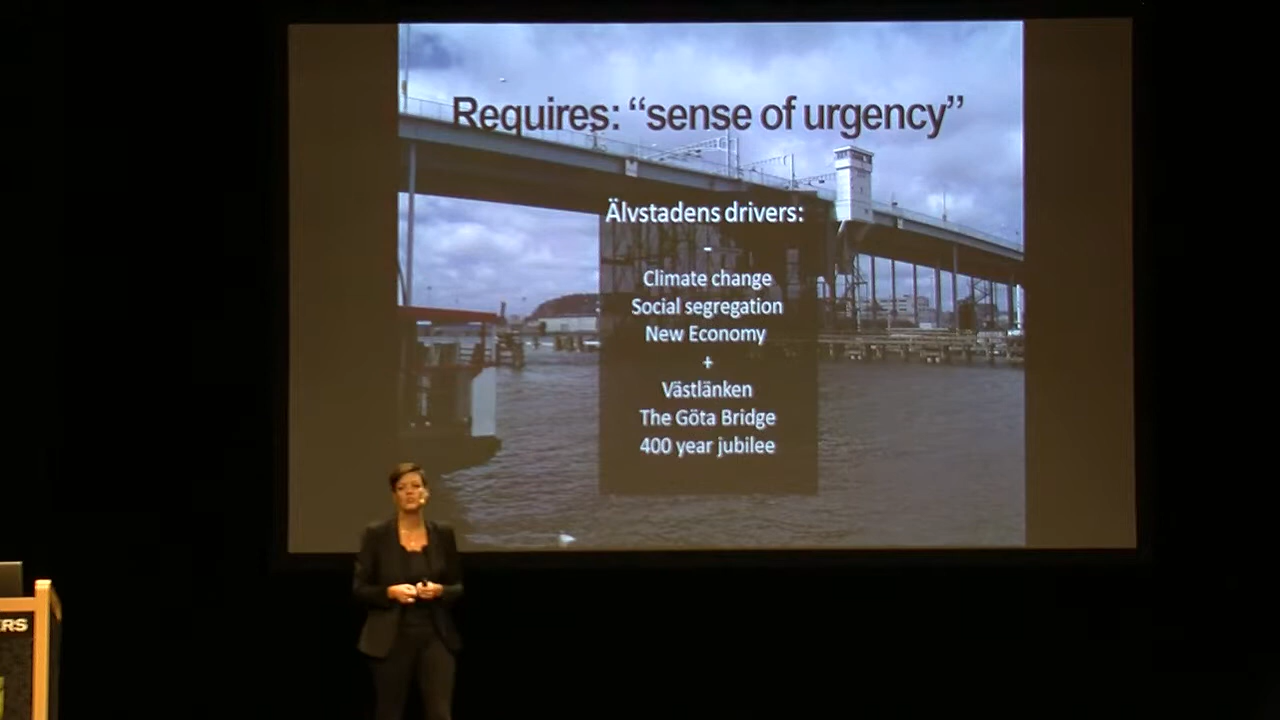 Requires: “sense of urgency”
Älvstadens drivers:
Climate change
Social segregation
New Economy
+
Västlänken
The Göta Bridge
400 year jubilee
ERS